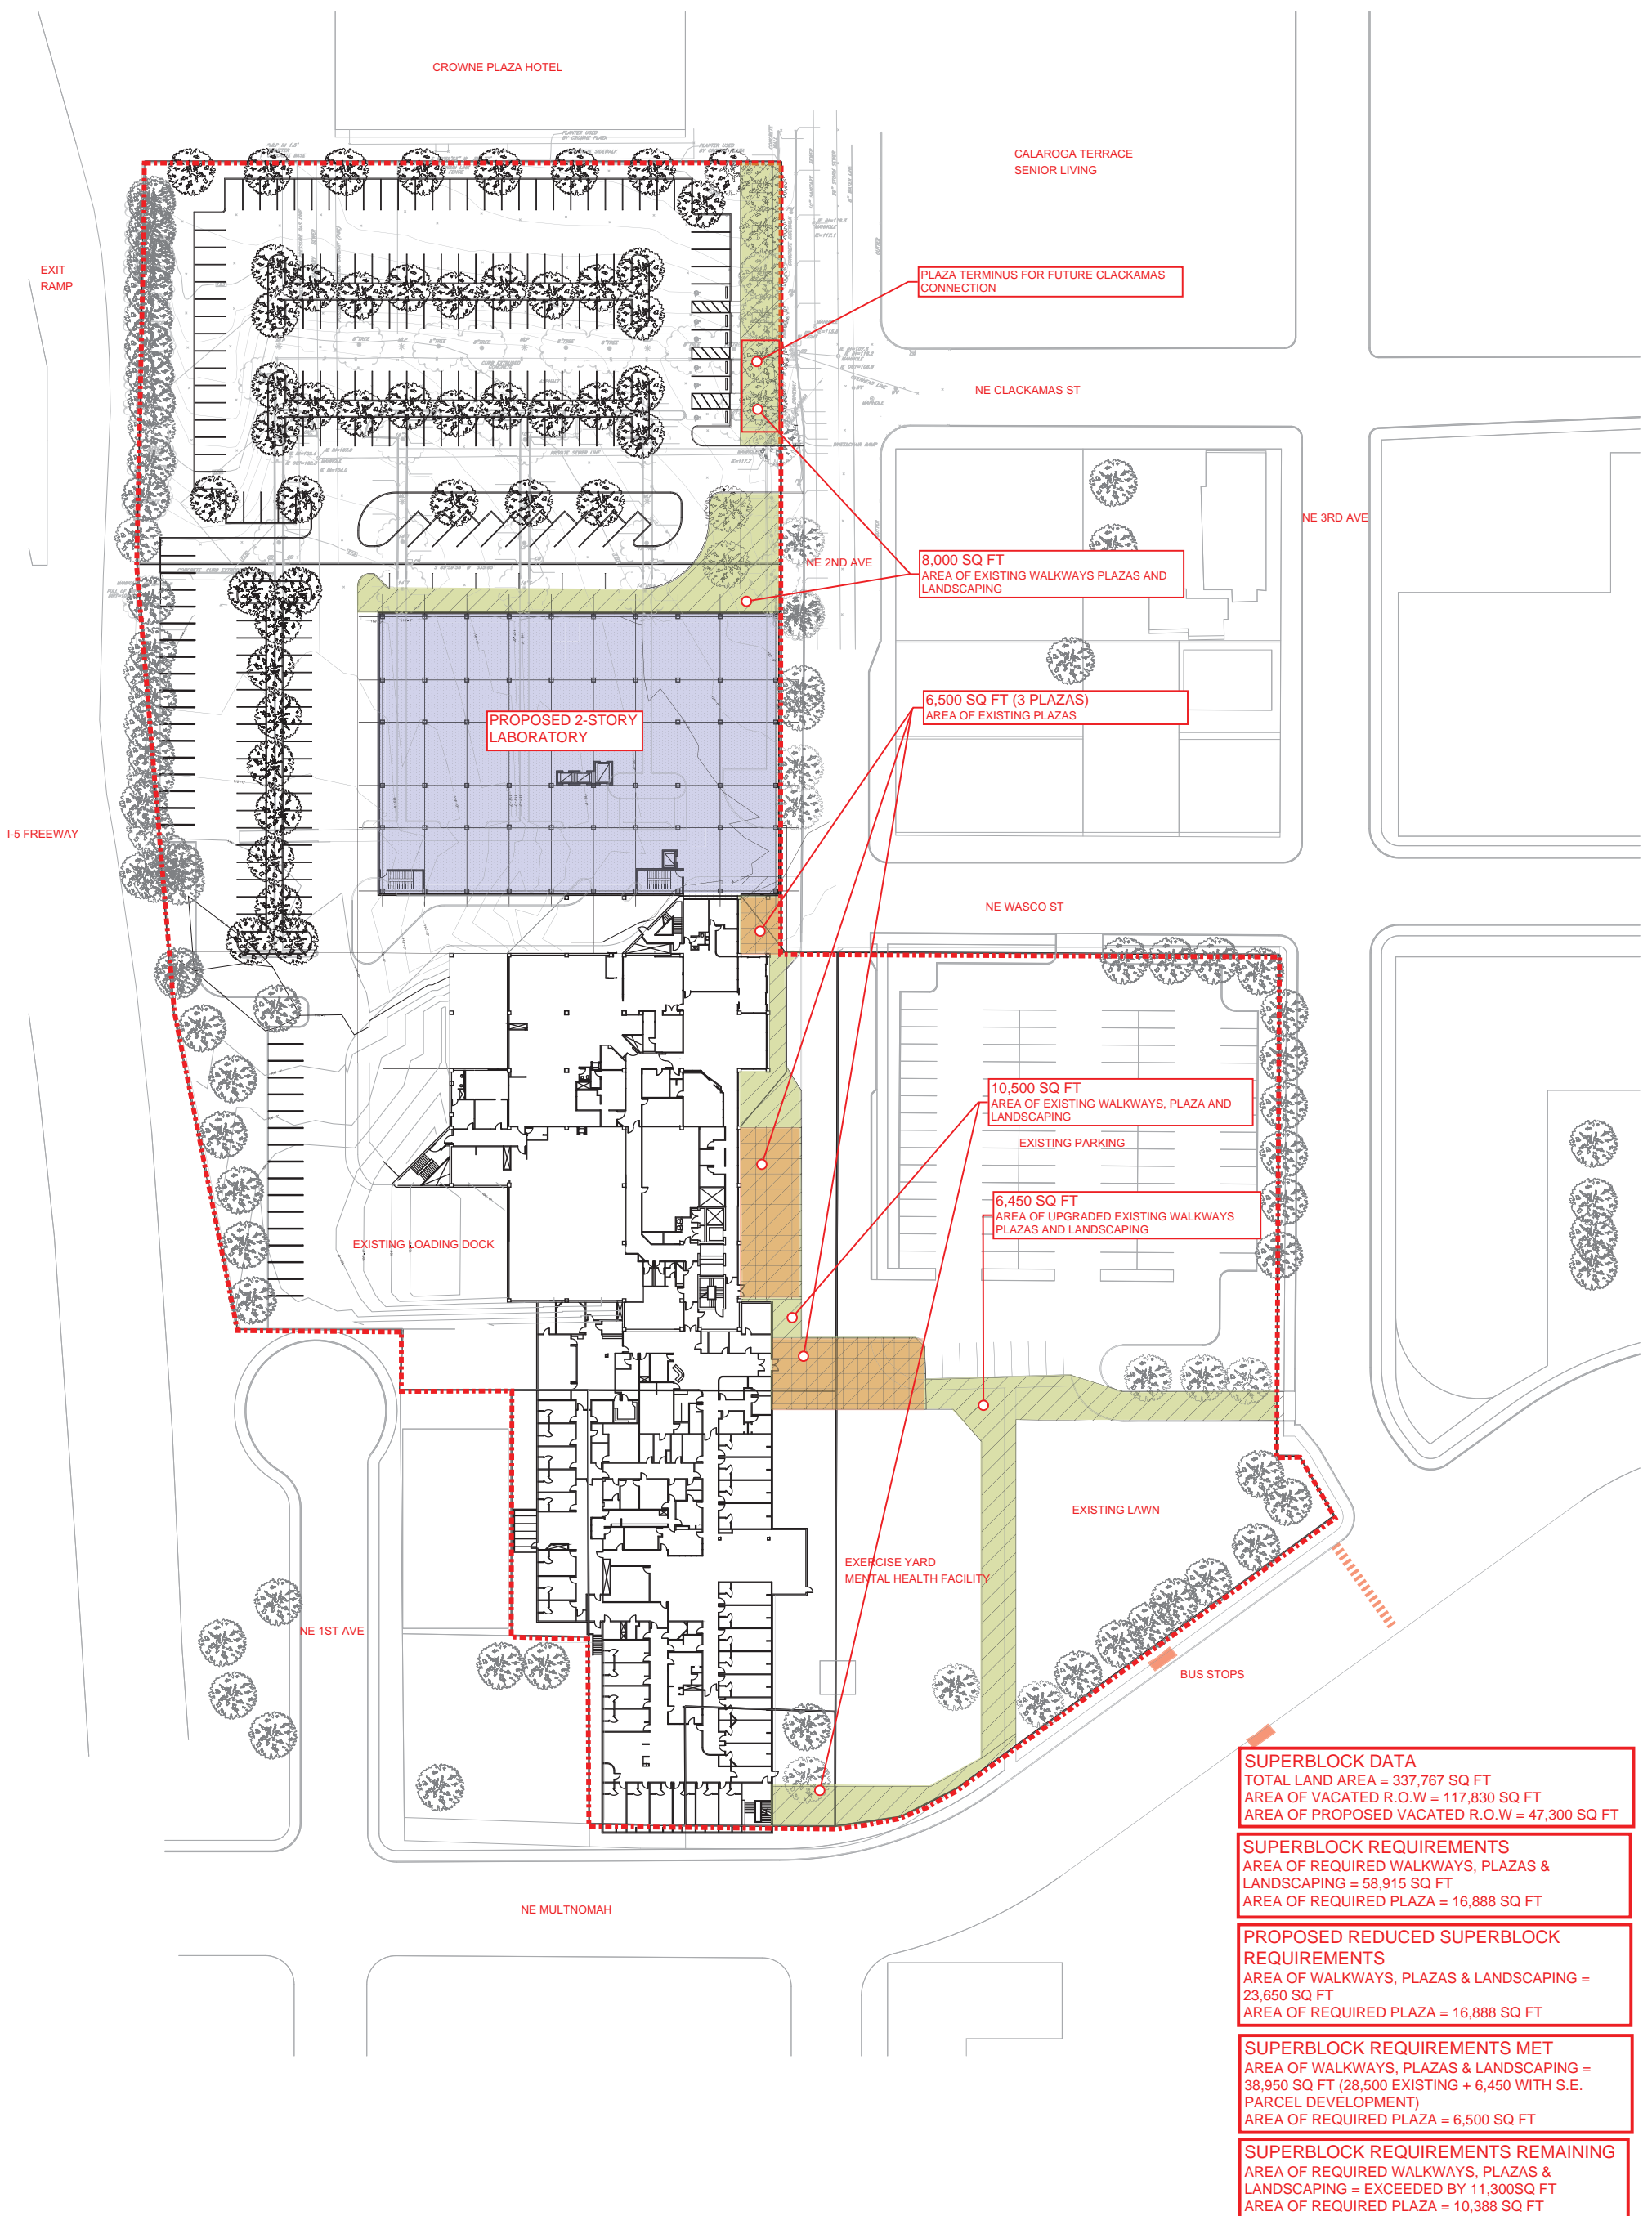 CROWNE PLAZA HOTEL
CALAROGA TERRACE
SENIOR LIVING
EXIT
RAMP
PLAZA TERMINUS FOR FUTURE CLACKAMAS
CONNECTION
NE CLACKAMAS ST
NE 3RD AVE
NE 2ND AVE
8,000 SQ FT
AREA OF EXISTING WALKWAYS PLAZAS AND
LANDSCAPING
6,500 SQ FT (3 PLAZAS)
AREA OF EXISTING PLAZAS
PROPOSED 2-STORY
LABORATORY
I-5 FREEWAY
NE WASCO ST
10,500 SQ FT
AREA OF EXISTING WALKWAYS, PLAZA AND
LANDSCAPING
EXISTING PARKING
6,450 SQ FT
AREA OF UPGRADED EXISTING WALKWAYS
PLAZAS AND LANDSCAPING
EXISTING LOADING DOCK
EXISTING LAWN
EXERCISE YARD
MENTAL HEALTH FACILITY
NE 1ST AVE
BUS STOPS
NE MULTNOMAH
SUPERBLOCK DATA
TOTAL LAND AREA = 337,767 SQ FT
AREA OF VACATED R.O.W = 117,830 SQ FT
AREA OF PROPOSED VACATED R.O.W = 47,300 SQ FT
SUPERBLOCK REQUIREMENTS
AREA OF REQUIRED WALKWAYS, PLAZAS &
LANDSCAPING = 58,915 SQ FT
AREA OF REQUIRED PLAZA = 16,888 SQ FT
PROPOSED REDUCED SUPERBLOCK
REQUIREMENTS
AREA OF WALKWAYS, PLAZAS & LANDSCAPING =
23,650 SQ FT
AREA OF REQUIRED PLAZA = 16,888 SQ FT
SUPERBLOCK REQUIREMENTS MET
AREA OF WALKWAYS, PLAZAS & LANDSCAPING =
38,950 SQ FT (28,500 EXISTING + 6,450 WITH S.E.
PARCEL DEVELOPMENT)
AREA OF REQUIRED PLAZA = 6,500 SQ FT
SUPERBLOCK REQUIREMENTS REMAINING
AREA OF REQUIRED WALKWAYS, PLAZAS &
LANDSCAPING = EXCEEDED BY 11,300SQ FT
AREA OF REQUIRED PLAZA = 10,388 SQ FT